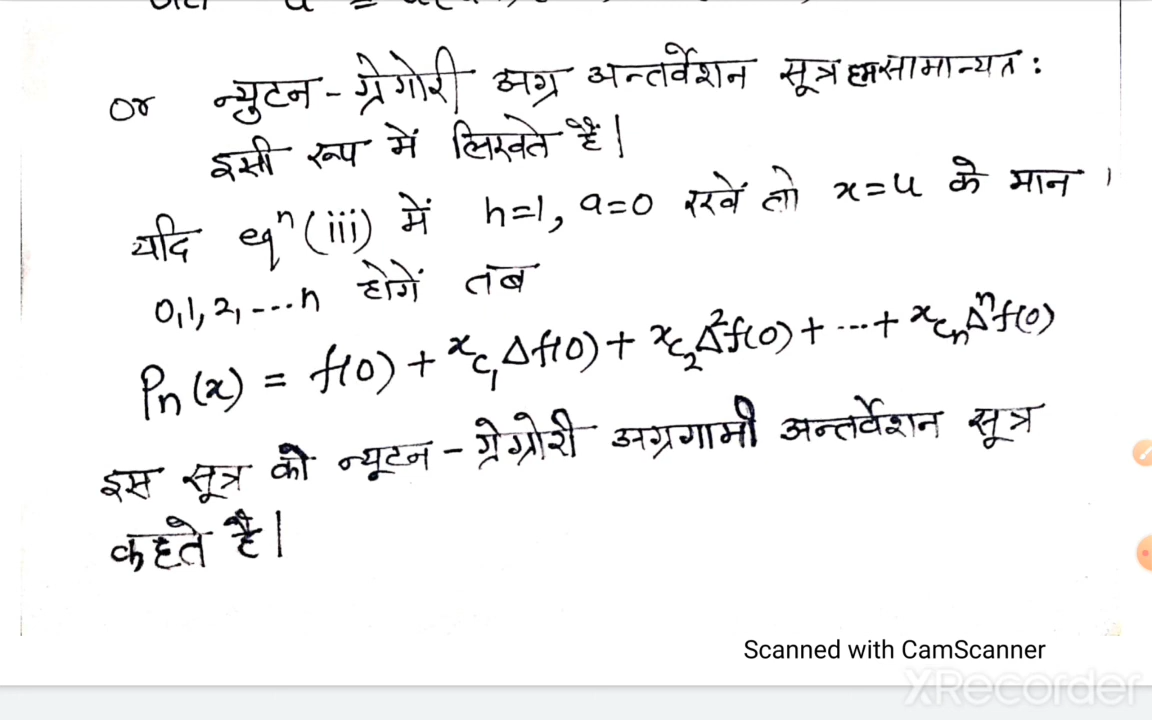 or न्युटन - ग्रेगोरी अग्र अन्तर्वेशन सूत्र हम सामान्यत :
इसी रूप में लिखते हैं।
यदि eqⁿ (iii) में h=1, a=0 रखें तो x=u के मान
0,1,2,---n होगें तब
Pn(x) = f(0) + ˣC₁ Δf(0) + ˣC₂ Δ²f(0) + ---+ ˣCₙ Δⁿf(0)
इस सूत्र को न्यूटन - ग्रेग्रोरी अग्रगामी अन्तर्वेशन सूत्र
कहते है।
Scanned with CamScanner
XRecorder